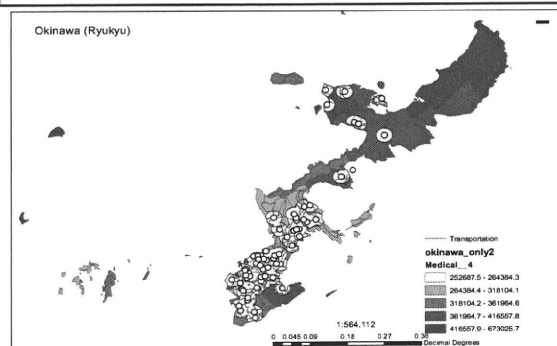 Okinawa (Ryukyu)
Transportation
okinawa_only2
Medical__4
252687.5 - 264384.3
264384.4 - 318104.1
318104.2 - 361964.6
361964.7 - 416557.8
416557.9 - 673025.7
1:564,112
0 0.045 0.09 0.18 0.27 0.36
Decimal Degrees